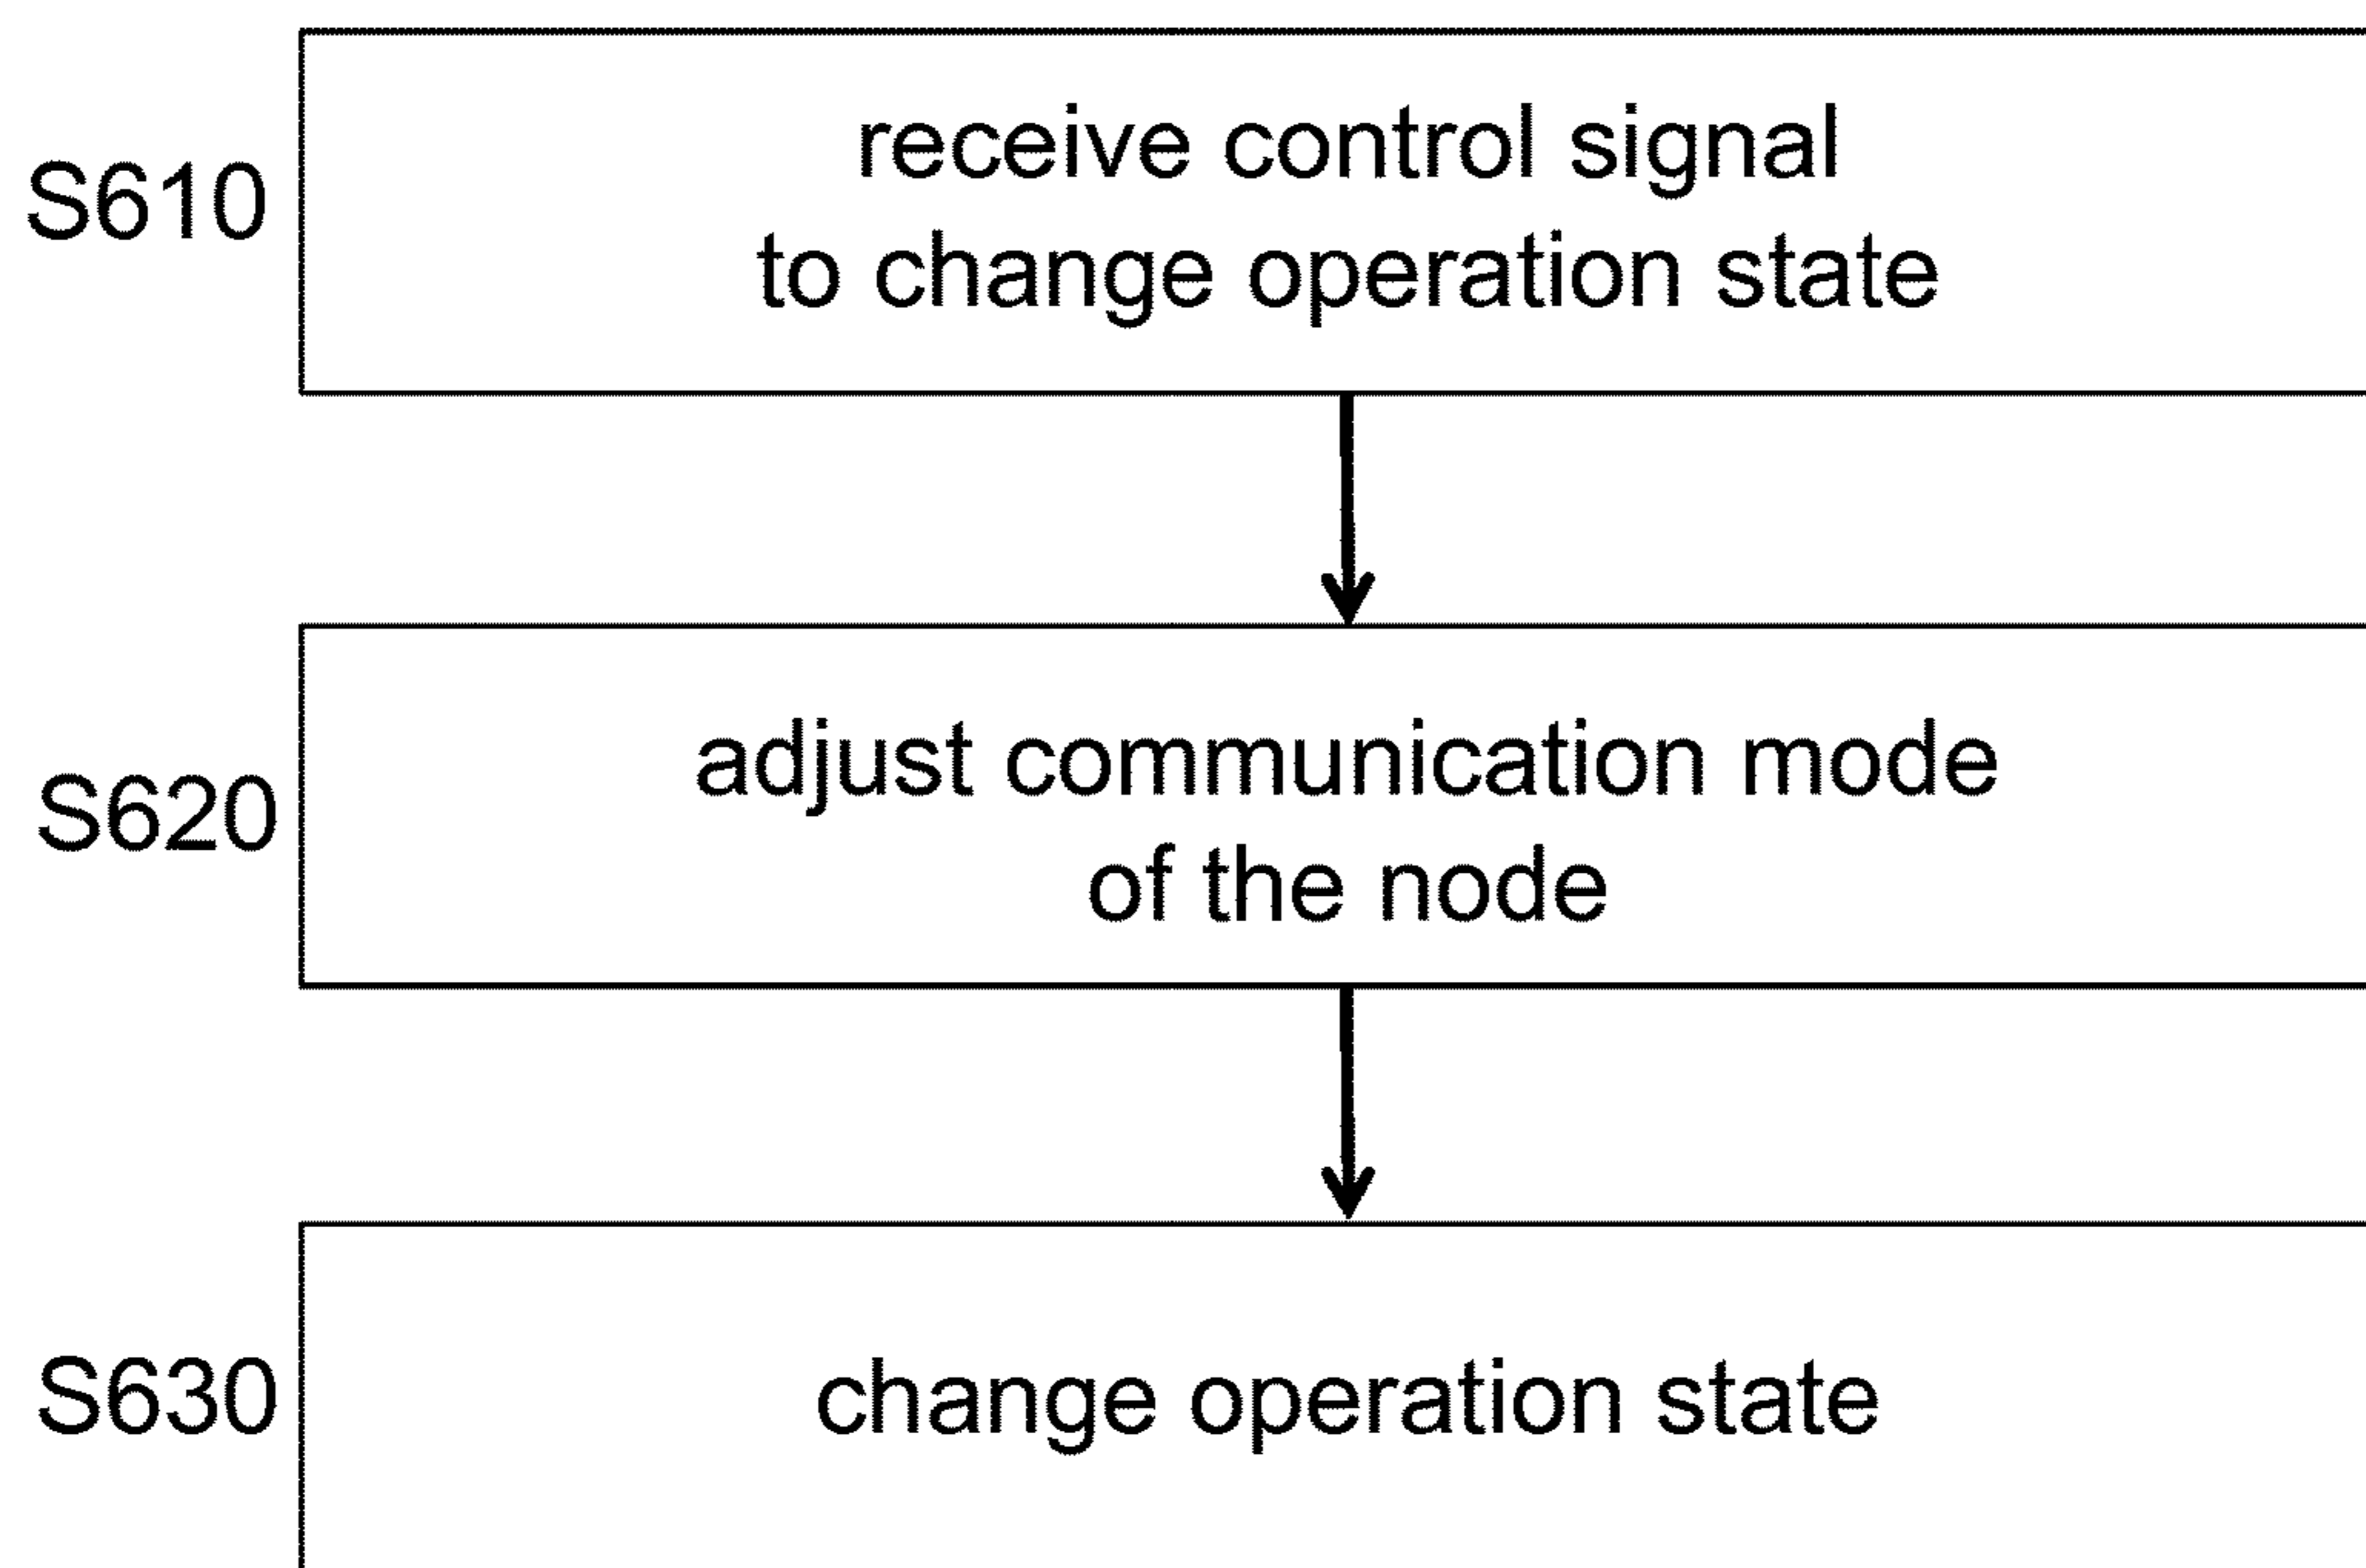 S610
receive control signal
to change operation state
S620
adjust communication mode
of the node
S630
change operation state